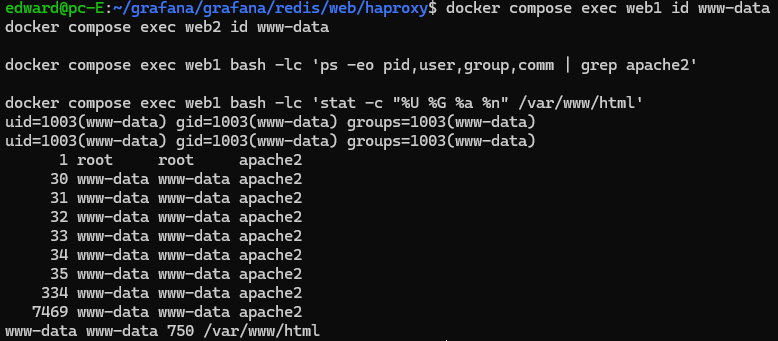 edward@pc-E:~/grafana/grafana/redis/web/haproxy$ docker compose exec web1 id www-data
docker compose exec web2 id www-data
docker compose exec web1 bash -lc 'ps -eo pid,user,group,comm | grep apache2'
docker compose exec web1 bash -lc 'stat -c "%U %G %a %n" /var/www/html'
uid=1003(www-data) gid=1003(www-data) groups=1003(www-data)
uid=1003(www-data) gid=1003(www-data) groups=1003(www-data)
1 root root apache2
30 www-data www-data apache2
31 www-data www-data apache2
32 www-data www-data apache2
33 www-data www-data apache2
34 www-data www-data apache2
35 www-data www-data apache2
334 www-data www-data apache2
7469 www-data www-data apache2
www-data www-data 750 /var/www/html